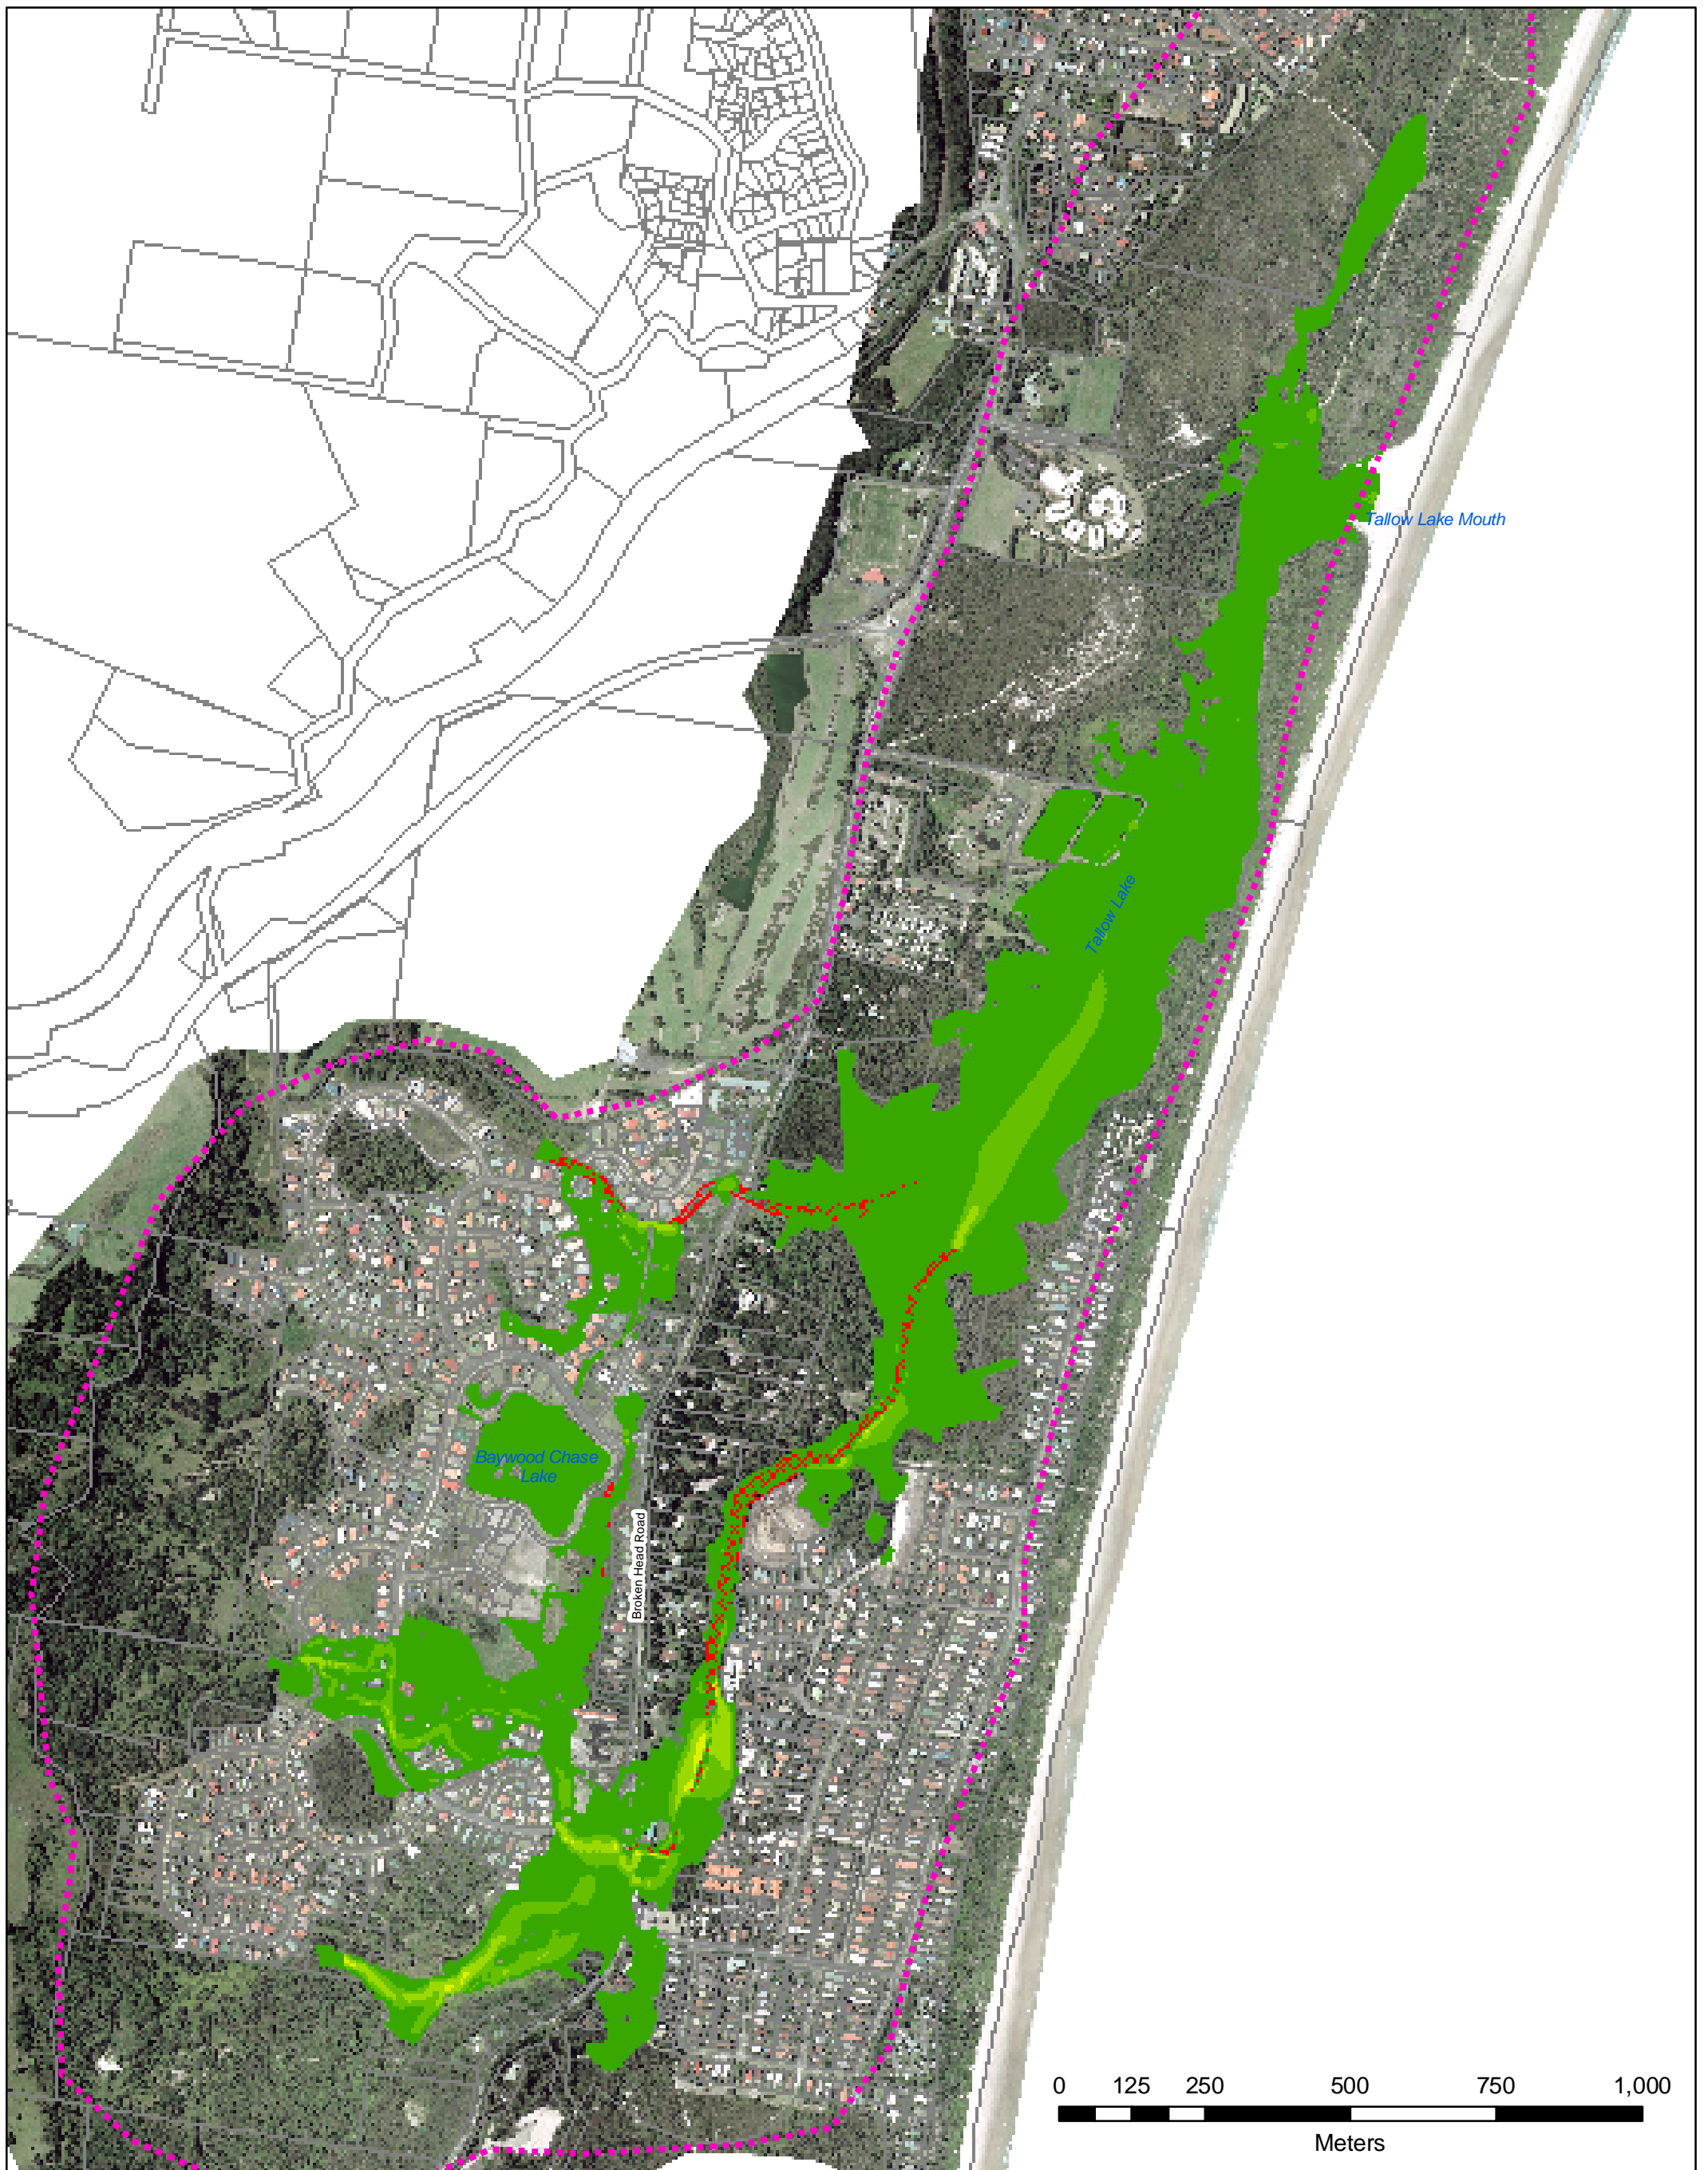 Tallow Lake Mouth
Tallow Lake
Baywood Chase
Lake
Broken Head Road
0 125 250 500 750 1,000
Meters